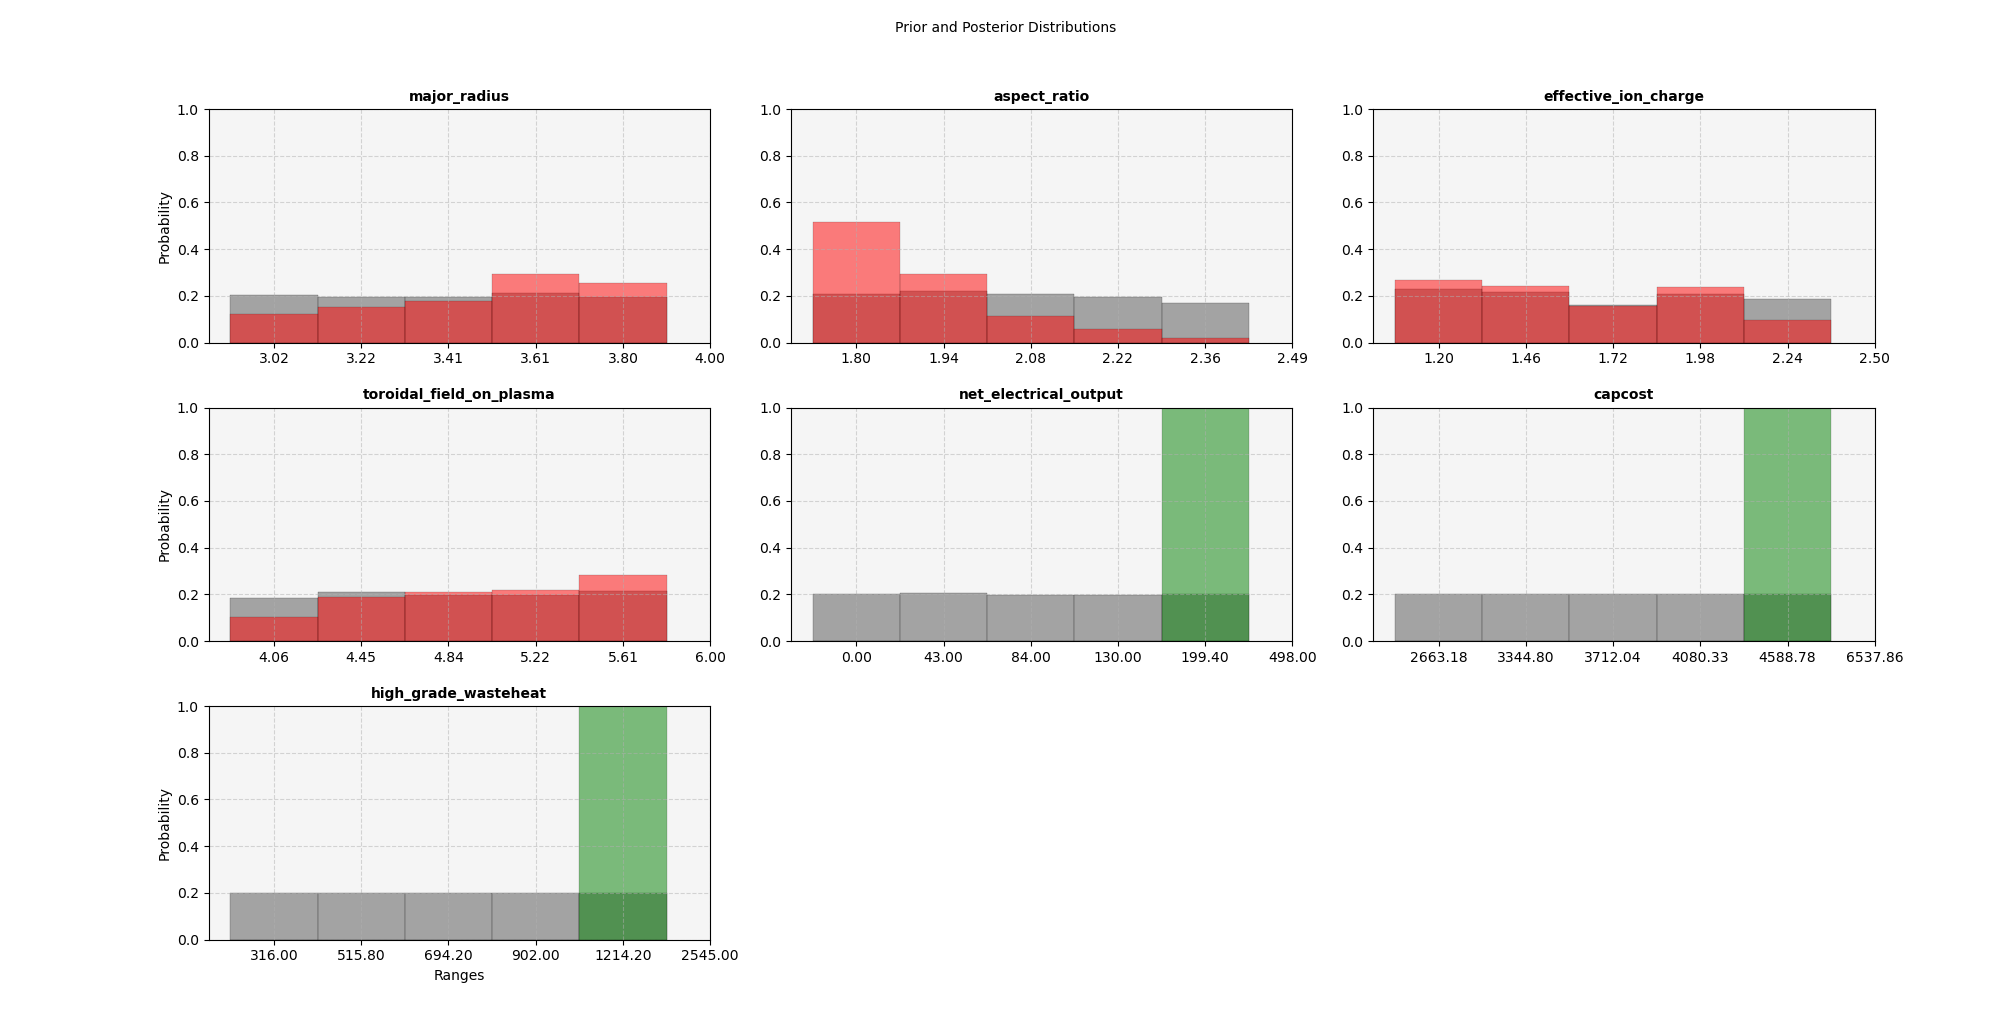 Prior and Posterior Distributions
major_radius
1.0
0.8
0.6
0.4
0.2
0.0
Probability
3.02 3.22 3.41 3.61 3.80 4.00
aspect_ratio
1.0
0.8
0.6
0.4
0.2
0.0
1.80 1.94 2.08 2.22 2.36 2.49
effective_ion_charge
1.0
0.8
0.6
0.4
0.2
0.0
1.20 1.46 1.72 1.98 2.24 2.50
toroidal_field_on_plasma
1.0
0.8
0.6
0.4
0.2
0.0
Probability
4.06 4.45 4.84 5.22 5.61 6.00
net_electrical_output
1.0
0.8
0.6
0.4
0.2
0.0
0.00 43.00 84.00 130.00 199.40 498.00
capcost
1.0
0.8
0.6
0.4
0.2
0.0
2663.18 3344.80 3712.04 4080.33 4588.78 6537.86
high_grade_wasteheat
1.0
0.8
0.6
0.4
0.2
0.0
Probability
316.00 515.80 694.20 902.00 1214.20 2545.00
Ranges